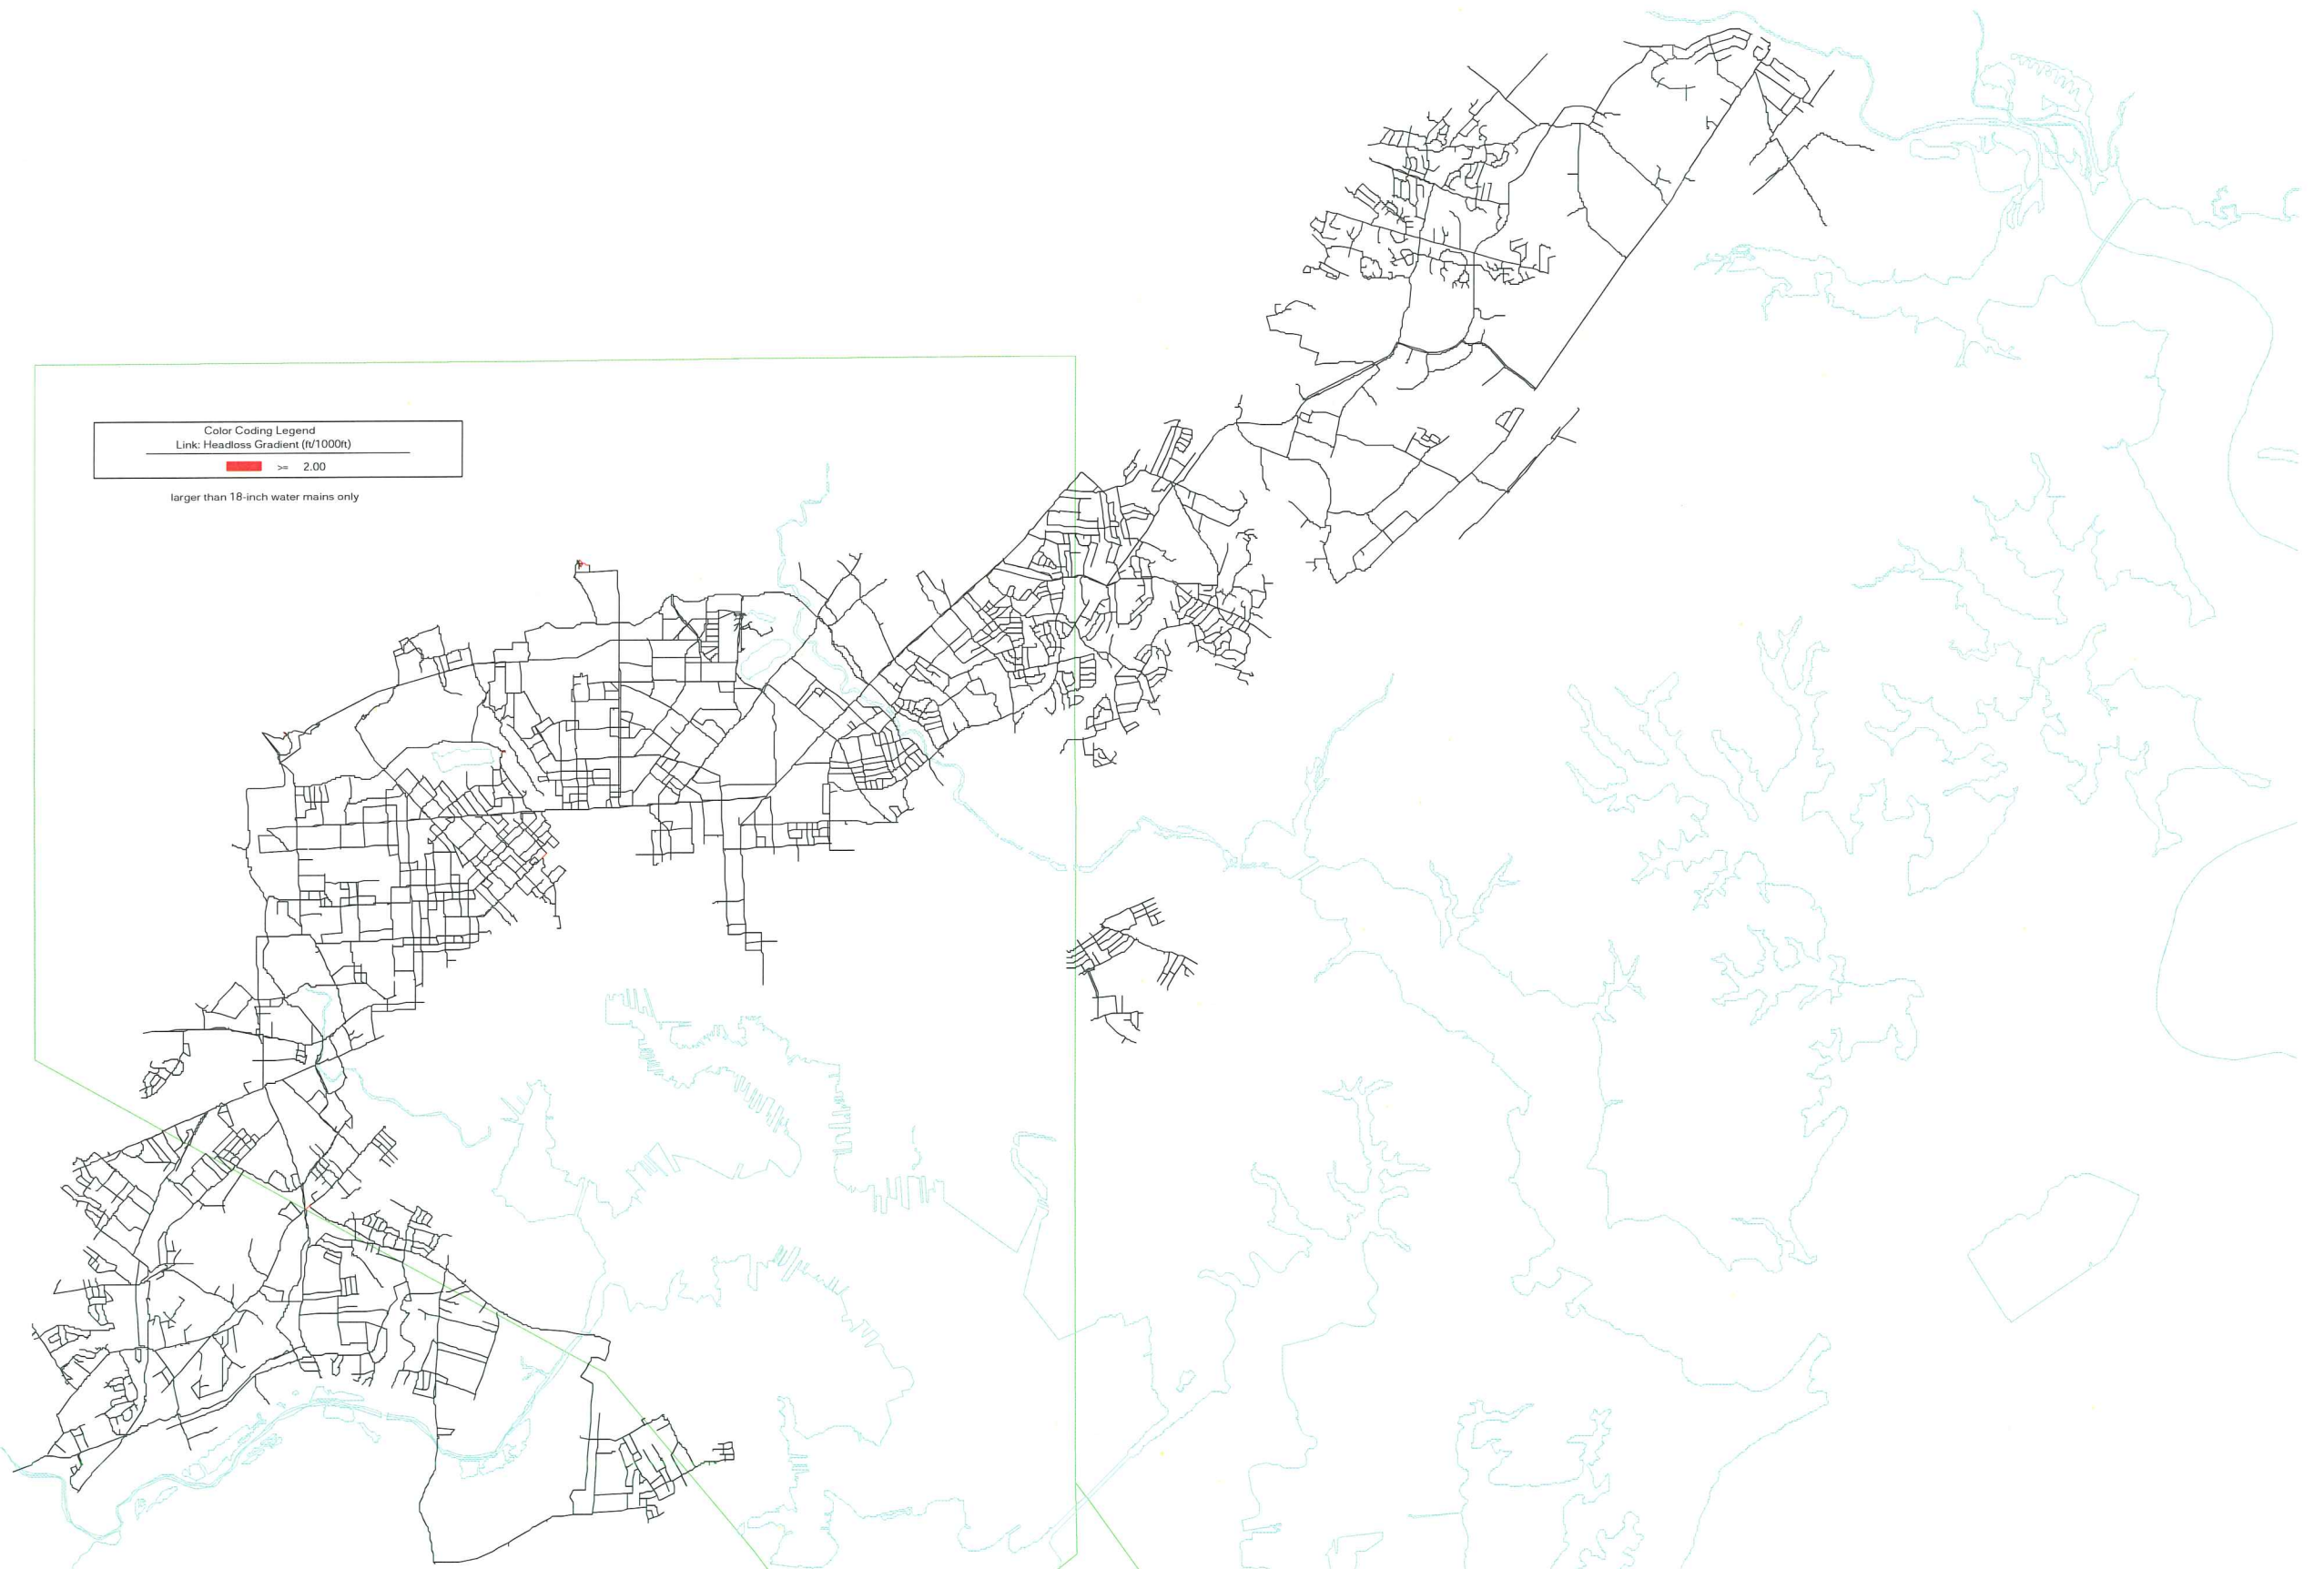 Color Coding Legend
Link: Headloss Gradient (ft/1000ft)
>= 2.00
larger than 18-inch water mains only